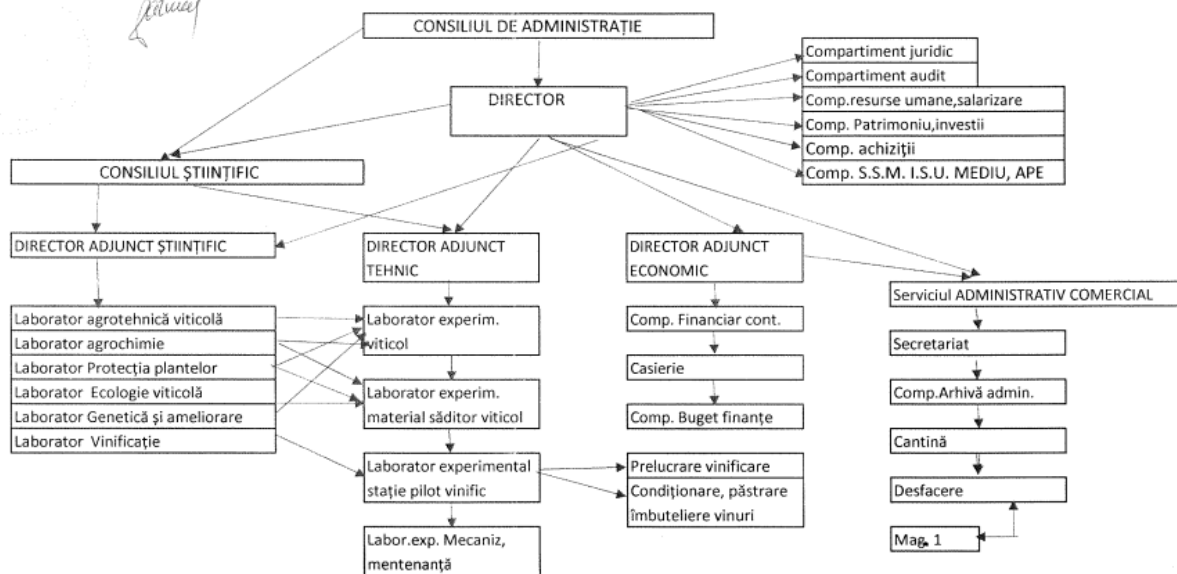 CONSILIUL DE ADMINISTRAȚIE
DIRECTOR
Compartiment juridic
Compartiment audit
Comp.resurse umane,salarizare
Comp. Patrimoniu,investii
Comp. achiziții
Comp. S.S.M. I.S.U. MEDIU, APE
CONSILIUL ȘTIINȚIFIC
DIRECTOR ADJUNCT ȘTIINȚIFIC
DIRECTOR ADJUNCT
TEHNIC
DIRECTOR ADJUNCT
ECONOMIC
Serviciul ADMINISTRATIV COMERCIAL
Laborator agrotehnică viticolă
Laborator agrochimie
Laborator Protecția plantelor
Laborator Ecologie viticolă
Laborator Genetică și ameliorare
Laborator Vinificație
Laborator experim.
viticol
Laborator experim.
material săditor viticol
Laborator experimental
stație pilot vinific
Labor.exp. Mecaniz,
mentenanță
Comp. Financiar cont.
Casierie
Comp. Buget finanțe
Prelucrare vinificare
Condiționare, păstrare
îmbuteliere vinuri
Secretariat
Comp.Arhivă admin.
Cantină
Desfacere
Mag. 1